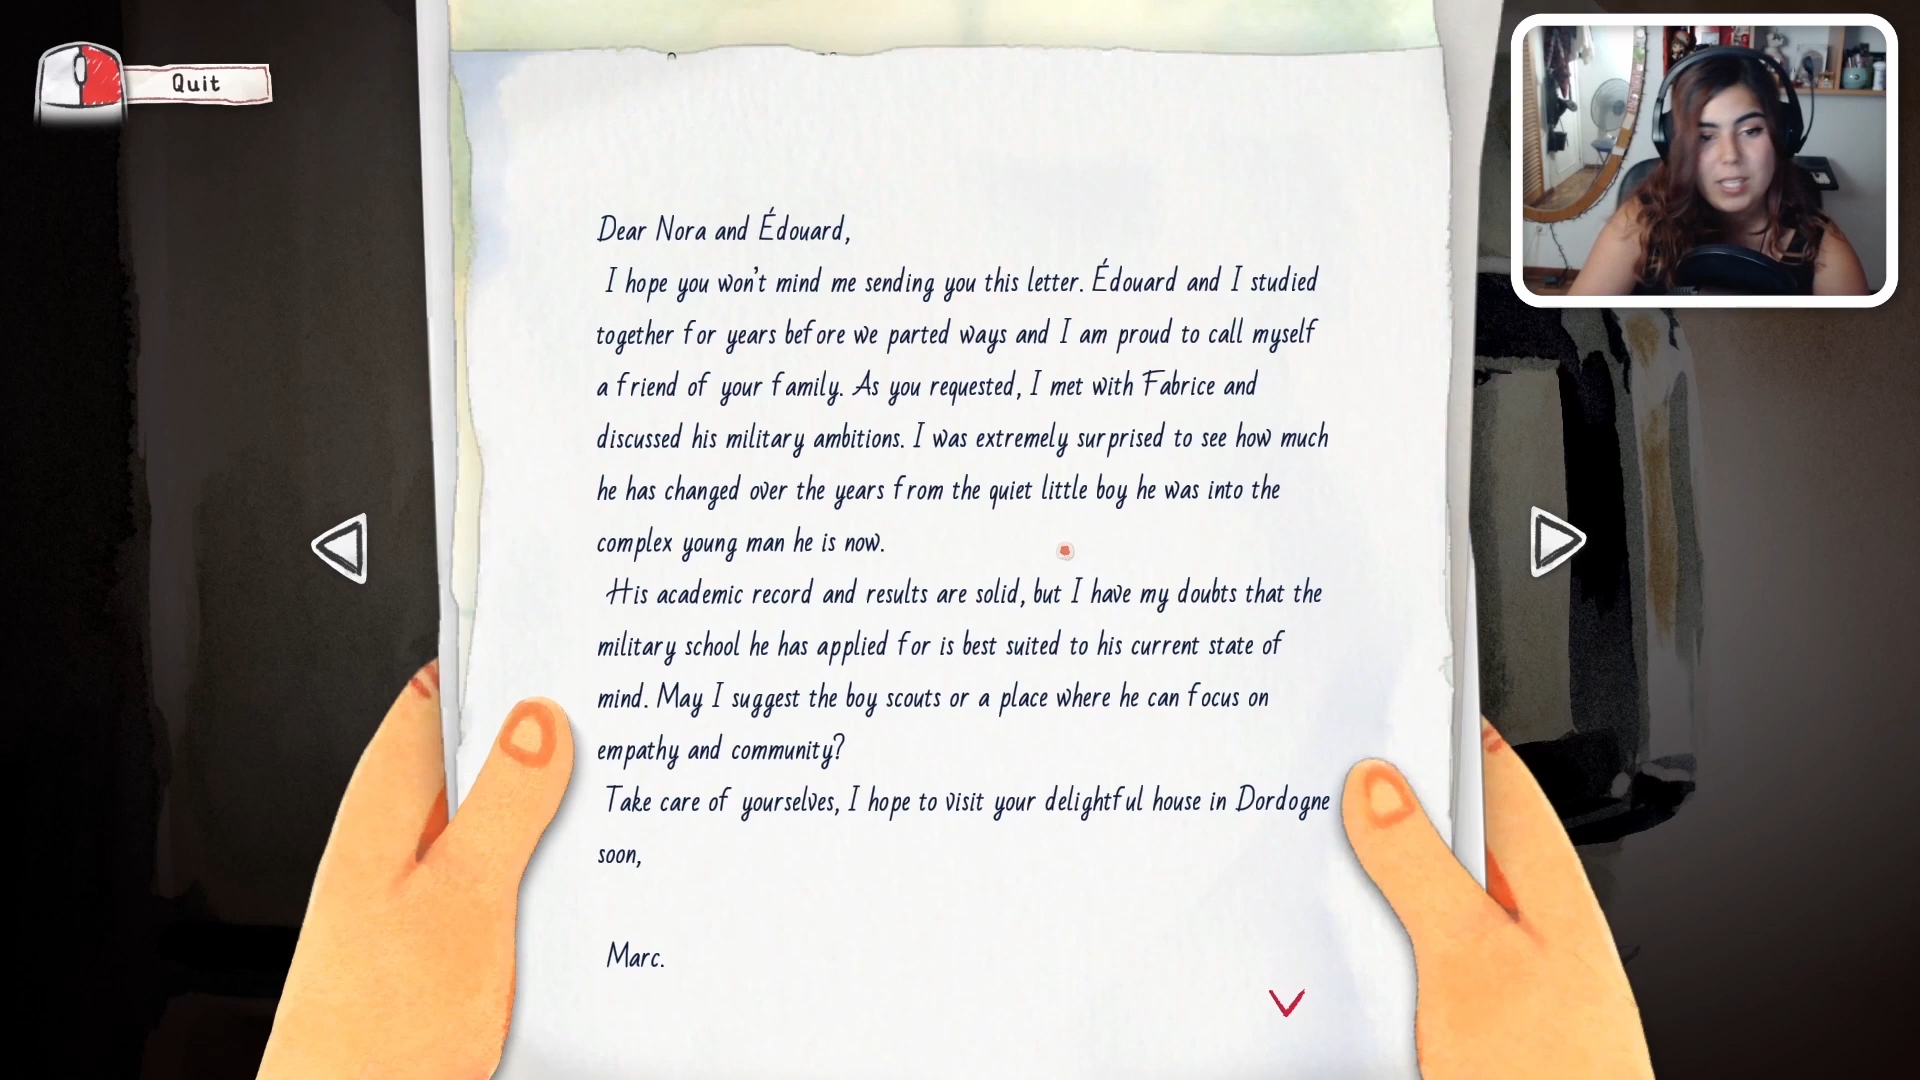 Quit
Dear Nora and Édouard,
I hope you won't mind me sending you this letter. Édouard and I studied
together for years before we parted ways and I am proud to call myself
a friend of your family. As you requested, I met with Fabrice and
discussed his military ambitions. I was extremely surprised to see how much
he has changed over the years from the quiet little boy he was into the
complex young man he is now.
His academic record and results are solid, but I have my doubts that the
military school he has applied for is best suited to his current state of
mind. May I suggest the boy scouts or a place where he can focus on
empathy and community?
Take care of yourselves, I hope to visit your delightful house in Dordogne
soon,
Marc.